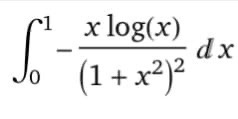 ∫₀¹ − x log(x) / (1 + x²)² dx